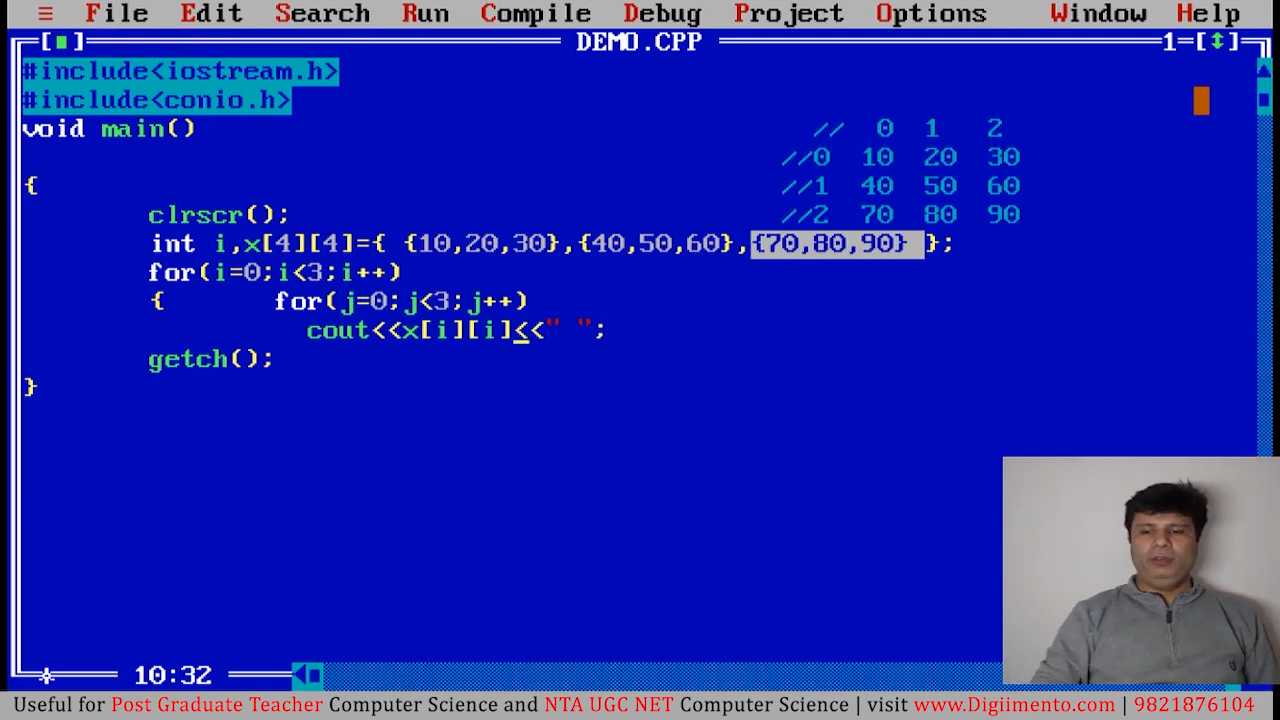 ≡ File Edit Search Run Compile Debug Project Options Window Help
[■] DEMO.CPP 1=[↕]
#include<iostream.h>
#include<conio.h>
void main()
// 0 1 2
//0 10 20 30
{
//1 40 50 60
clrscr();
//2 70 80 90
int i,x[4][4]={ {10,20,30},{40,50,60},{70,80,90} };
for(i=0;i<3;i++)
{ for(j=0;j<3;j++)
cout<<x[i][i]<<" ";
getch();
}
10:32
Useful for Post Graduate Teacher Computer Science and NTA UGC NET Computer Science | visit www.Digiimento.com | 9821876104